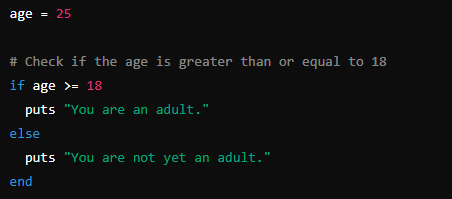 age = 25
# Check if the age is greater than or equal to 18
if age >= 18
  puts "You are an adult."
else
  puts "You are not yet an adult."
end